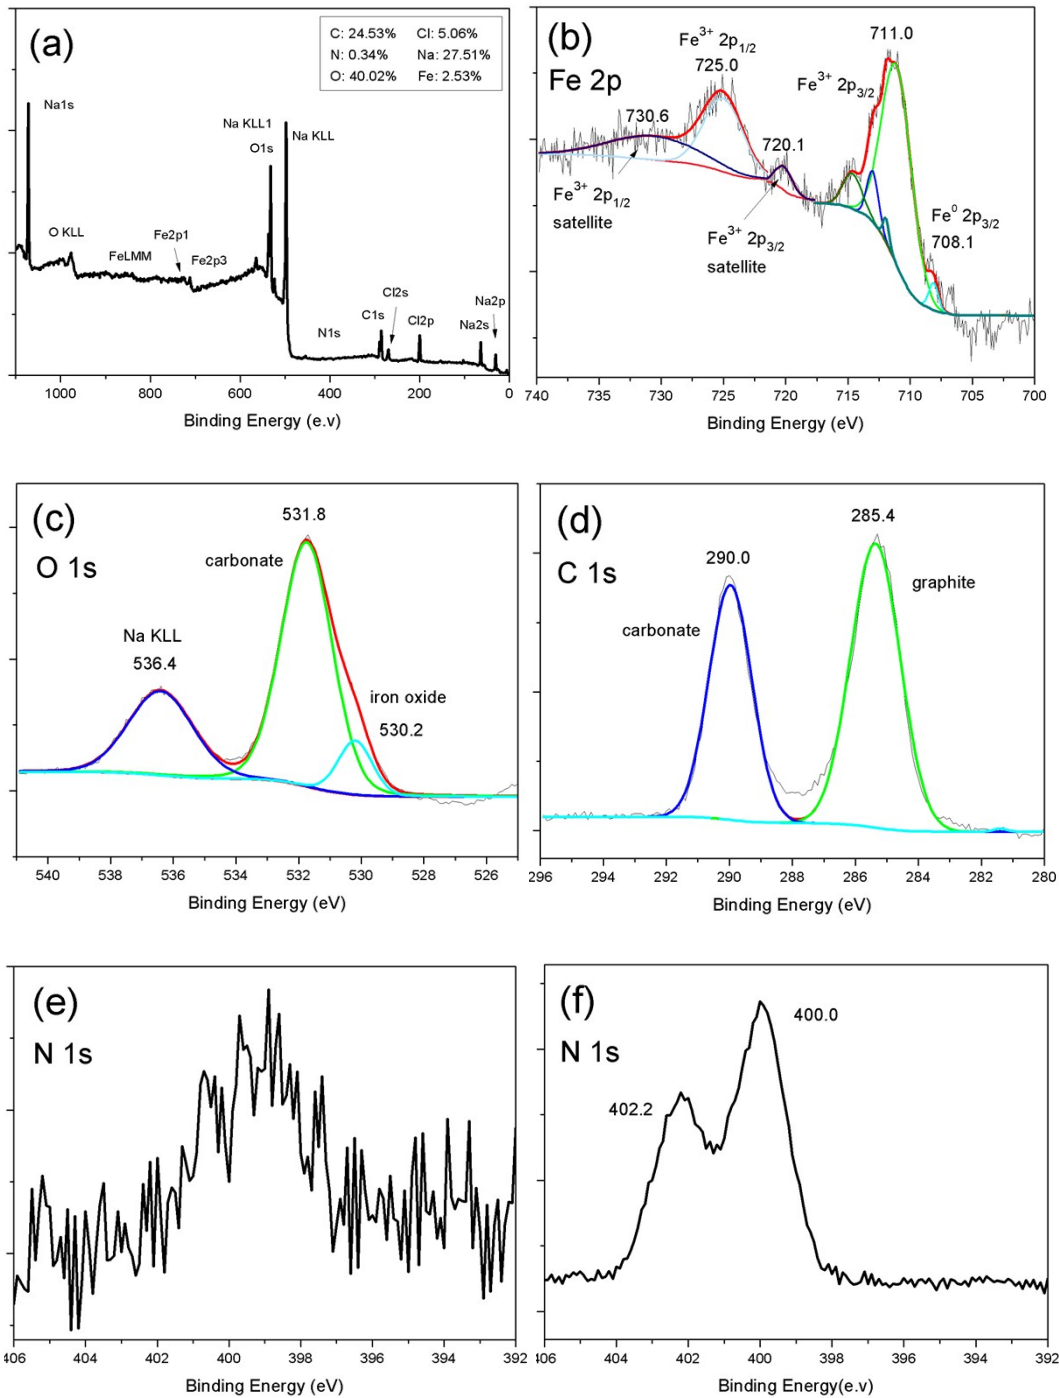 (a)
C: 24.53% Cl: 5.06%
N: 0.34% Na: 27.51%
O: 40.02% Fe: 2.53%
Na1s
Na KLL1
Na KLL
O1s
O KLL
Fe2p1
FeLMM
Fe2p3
Cl2s
Na2p
N1s
C1s
Cl2p
Na2s
1000 800 600 400 200 0
Binding Energy (e.v)
(b)
Fe 2p
Fe³⁺ 2p₁/₂
725.0
711.0
Fe³⁺ 2p₃/₂
730.6
720.1
Fe³⁺ 2p₁/₂
satellite
Fe³⁺ 2p₃/₂
satellite
Fe⁰ 2p₃/₂
708.1
740 735 730 725 720 715 710 705 700
Binding Energy (eV)
(c)
O 1s
531.8
carbonate
Na KLL
536.4
iron oxide
530.2
540 538 536 534 532 530 528 526
Binding Energy (eV)
(d)
C 1s
285.4
290.0
graphite
carbonate
296 294 292 290 288 286 284 282 280
Binding Energy (eV)
(e)
N 1s
406 404 402 400 398 396 394 392
Binding Energy (eV)
(f)
N 1s
400.0
402.2
406 404 402 400 398 396 394 392
Binding Energy(e.v)